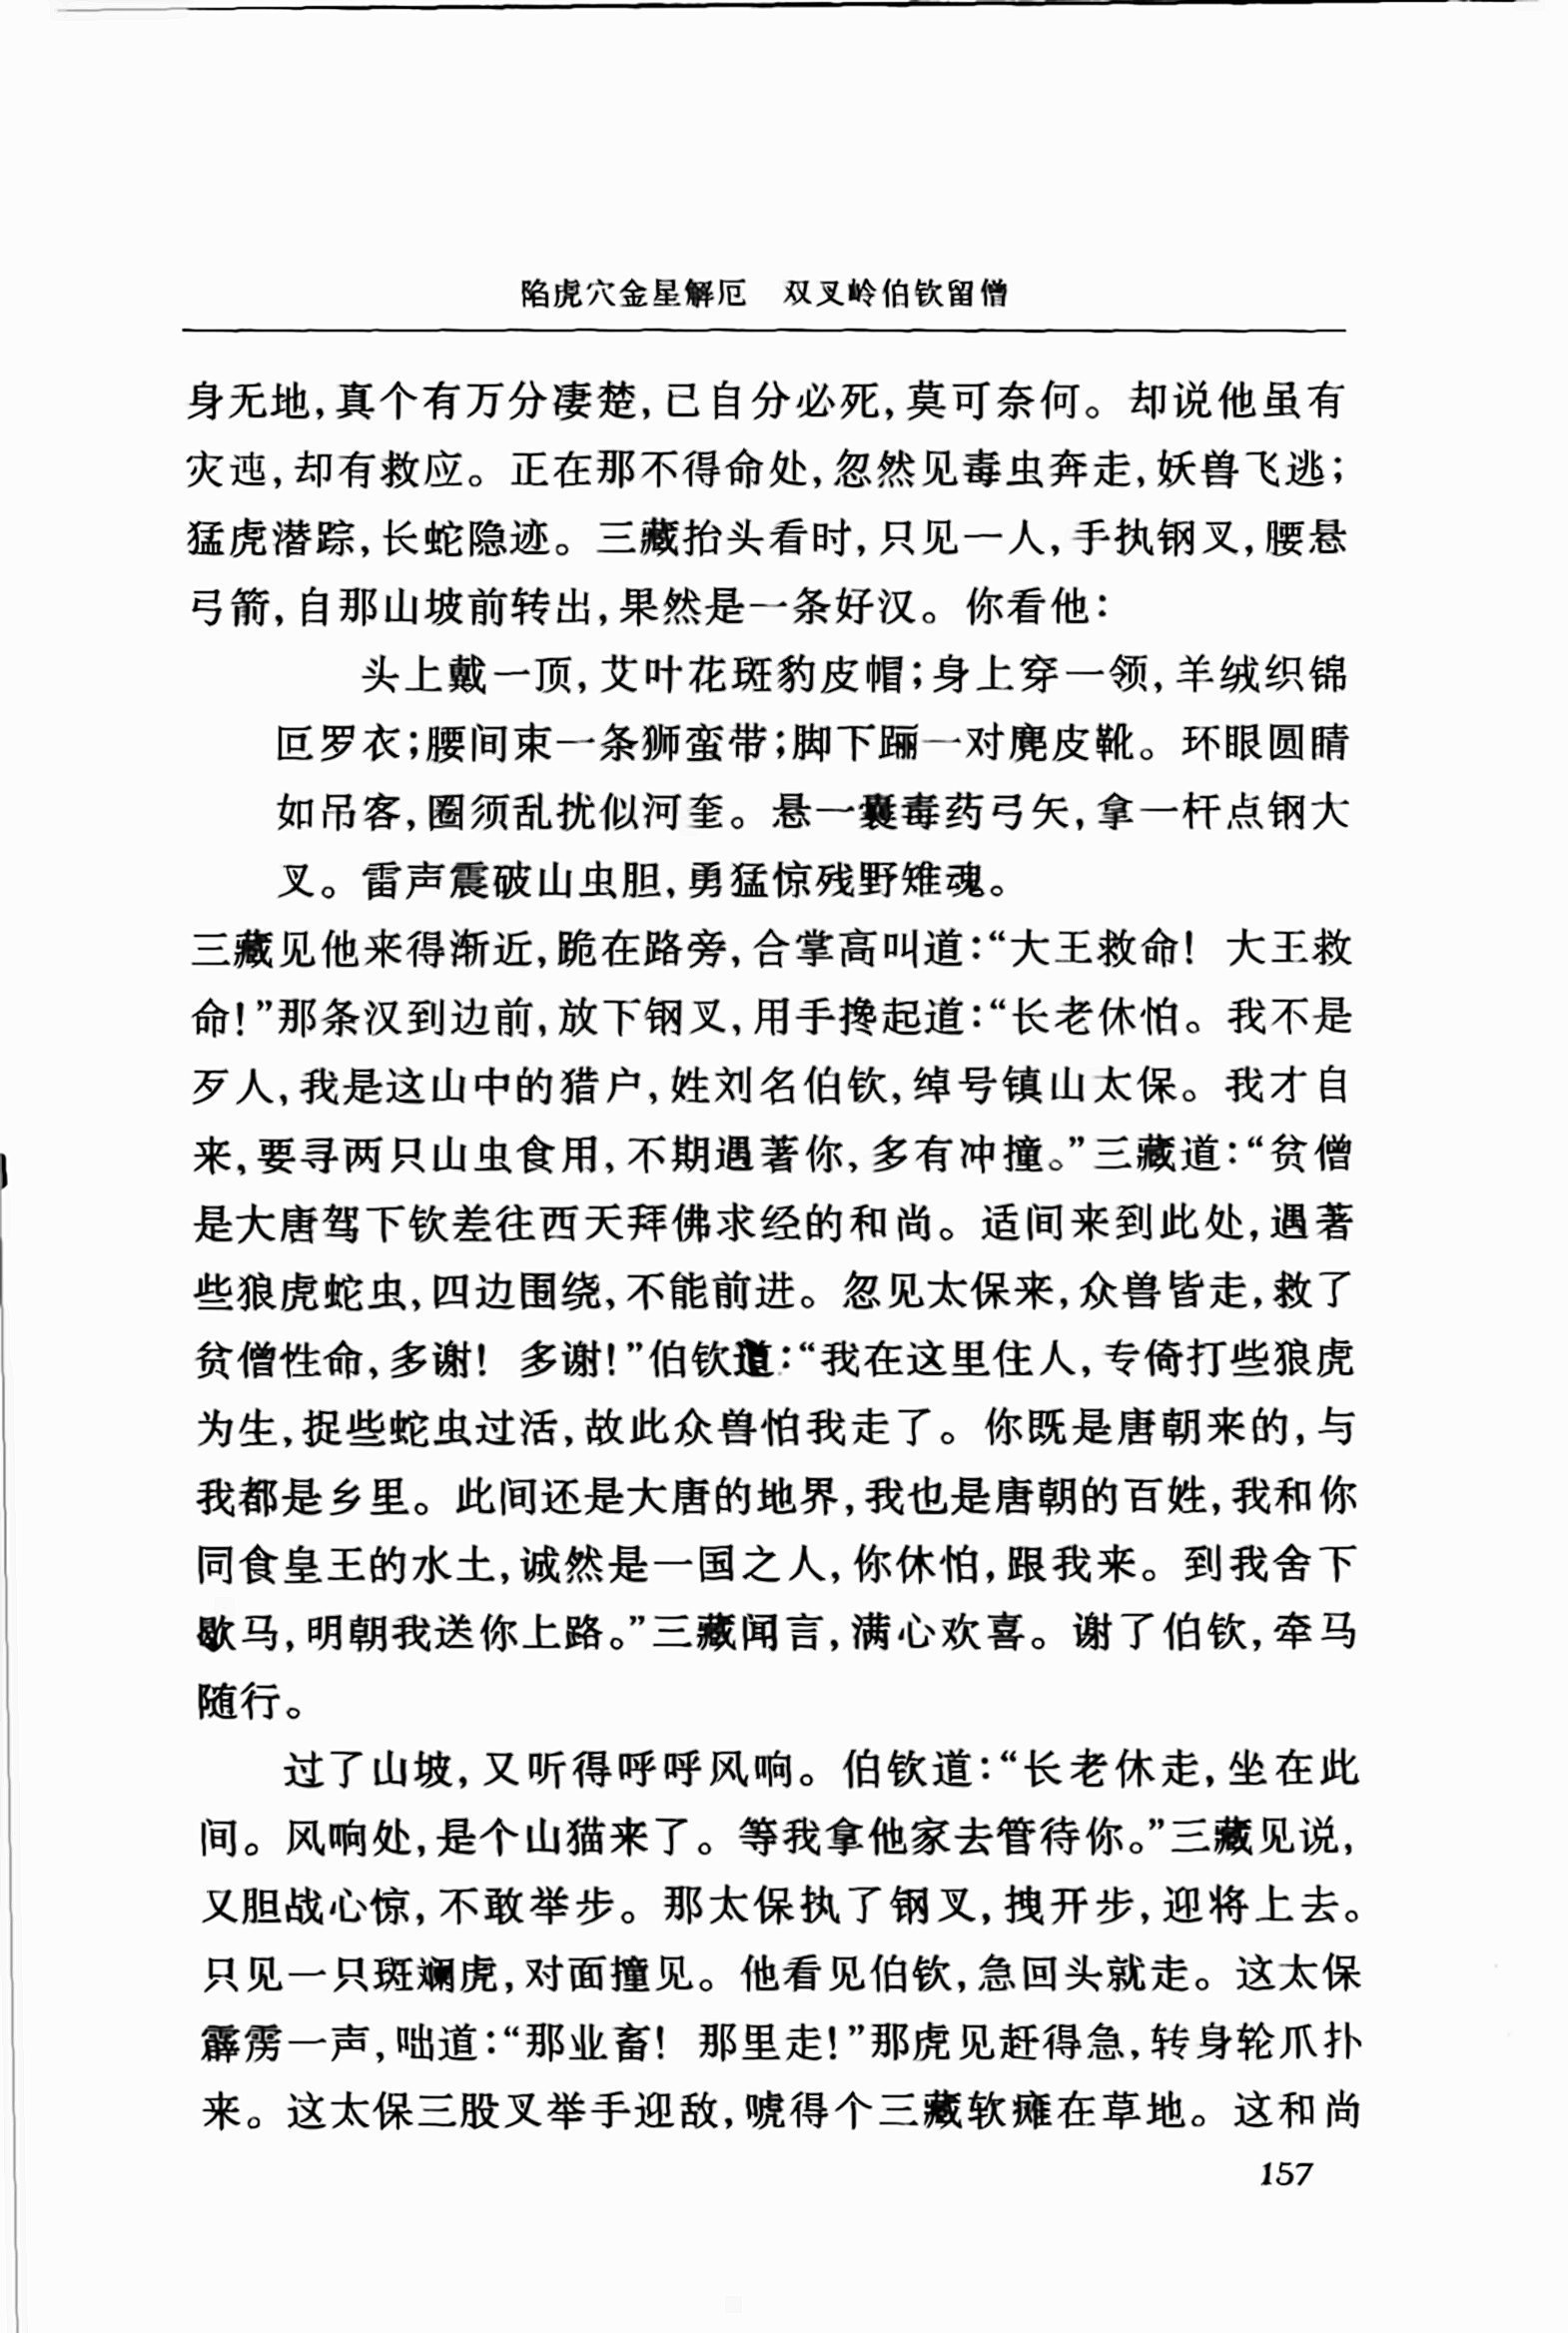 陷虎穴金星解厄　双叉岭伯钦留僧
身无地,真个有万分凄楚,已自分必死,莫可奈何。却说他虽有
灾迍,却有救应。正在那不得命处,忽然见毒虫奔走,妖兽飞逃;
猛虎潜踪,长蛇隐迹。三藏抬头看时,只见一人,手执钢叉,腰悬
弓箭,自那山坡前转出,果然是一条好汉。你看他:
头上戴一顶,艾叶花斑豹皮帽;身上穿一领,羊绒织锦
叵罗衣;腰间束一条狮蛮带;脚下䠠一对麂皮靴。环眼圆睛
如吊客,圈须乱扰似河奎。悬一囊毒药弓矢,拿一杆点钢大
叉。雷声震破山虫胆,勇猛惊残野雉魂。
三藏见他来得渐近,跪在路旁,合掌高叫道:“大王救命! 大王救
命!”那条汉到边前,放下钢叉,用手搀起道:“长老休怕。我不是
歹人,我是这山中的猎户,姓刘名伯钦,绰号镇山太保。我才自
来,要寻两只山虫食用,不期遇著你,多有冲撞。”三藏道:“贫僧
是大唐驾下钦差往西天拜佛求经的和尚。适间来到此处,遇著
些狼虎蛇虫,四边围绕,不能前进。忽见太保来,众兽皆走,救了
贫僧性命,多谢! 多谢!”伯钦道:“我在这里住人,专倚打些狼虎
为生,捉些蛇虫过活,故此众兽怕我走了。你既是唐朝来的,与
我都是乡里。此间还是大唐的地界,我也是唐朝的百姓,我和你
同食皇王的水土,诚然是一国之人,你休怕,跟我来。到我舍下
歇马,明朝我送你上路。”三藏闻言,满心欢喜。谢了伯钦,牵马
随行。
过了山坡,又听得呼呼风响。伯钦道:“长老休走,坐在此
间。风响处,是个山猫来了。等我拿他家去管待你。”三藏见说,
又胆战心惊,不敢举步。那太保执了钢叉,拽开步,迎将上去。
只见一只斑斓虎,对面撞见。他看见伯钦,急回头就走。这太保
霹雳一声,咄道:“那业畜! 那里走!”那虎见赶得急,转身轮爪扑
来。这太保三股叉举手迎敌,唬得个三藏软瘫在草地。这和尚
157